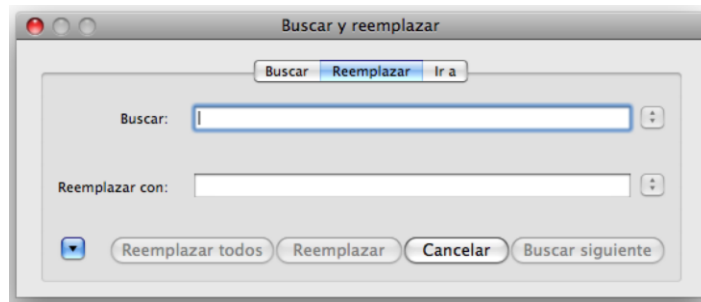 Buscar y reemplazar
Buscar Reemplazar Ir a
Buscar:
Reemplazar con:
Reemplazar todos Reemplazar Cancelar Buscar siguiente